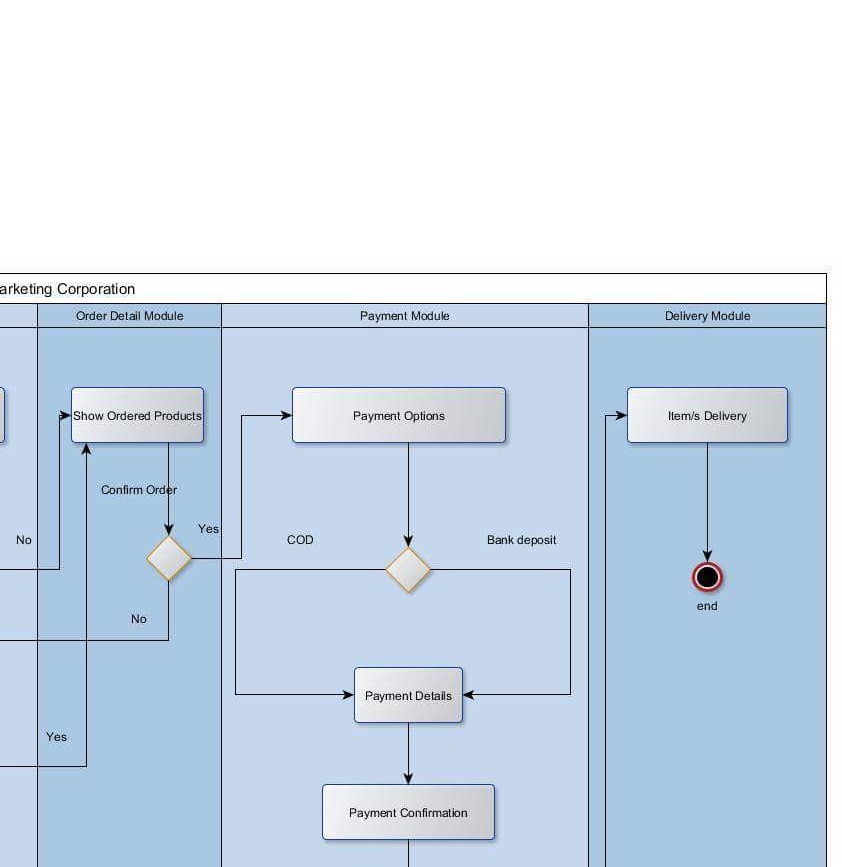 arketing Corporation
Order Detail Module
Payment Module
Delivery Module
Show Ordered Products
Payment Options
Item/s Delivery
Confirm Order
Yes
No
COD
Bank deposit
end
No
Payment Details
Yes
Payment Confirmation